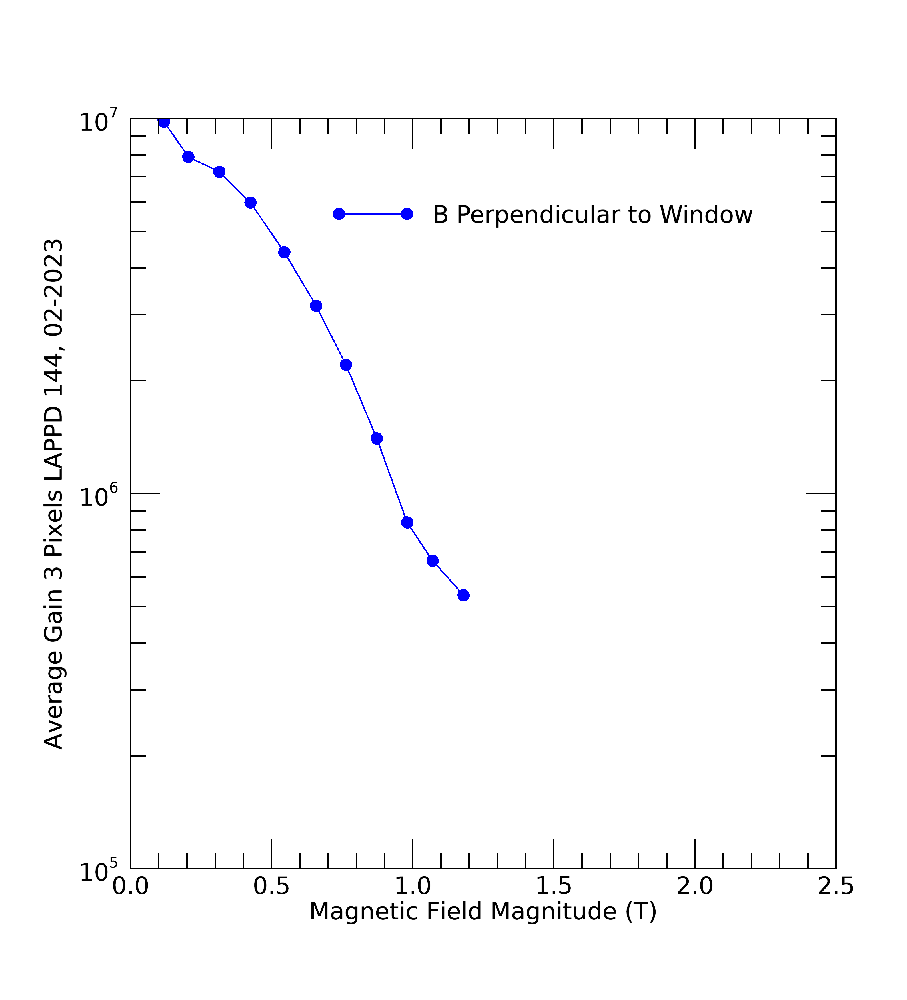 10^7
10^6
10^5
Average Gain 3 Pixels LAPPD 144, 02-2023
B Perpendicular to Window
0.0 0.5 1.0 1.5 2.0 2.5
Magnetic Field Magnitude (T)